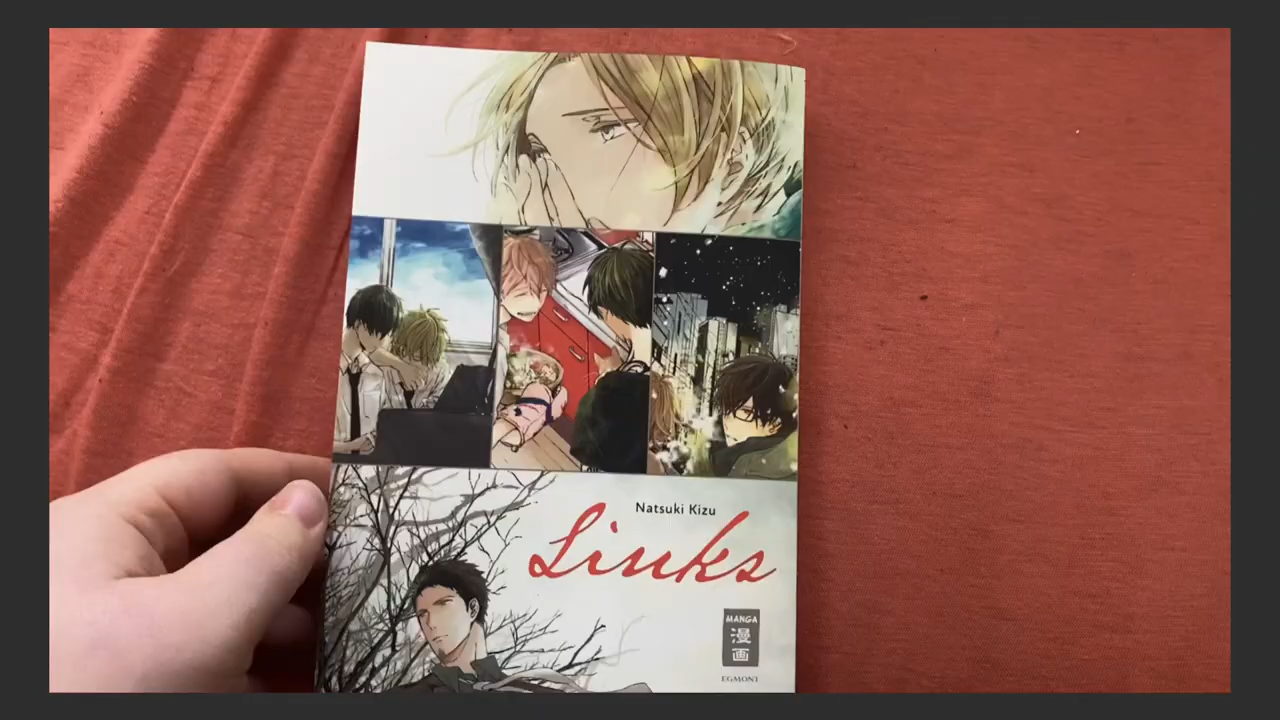 Natsuki Kizu
Links
MANGA
漫
画
EGMONT